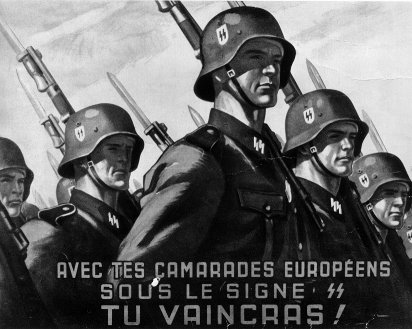 AVEC TES CAMARADES EUROPÉENS
SOUS LE SIGNE SS
TU VAINCRAS!